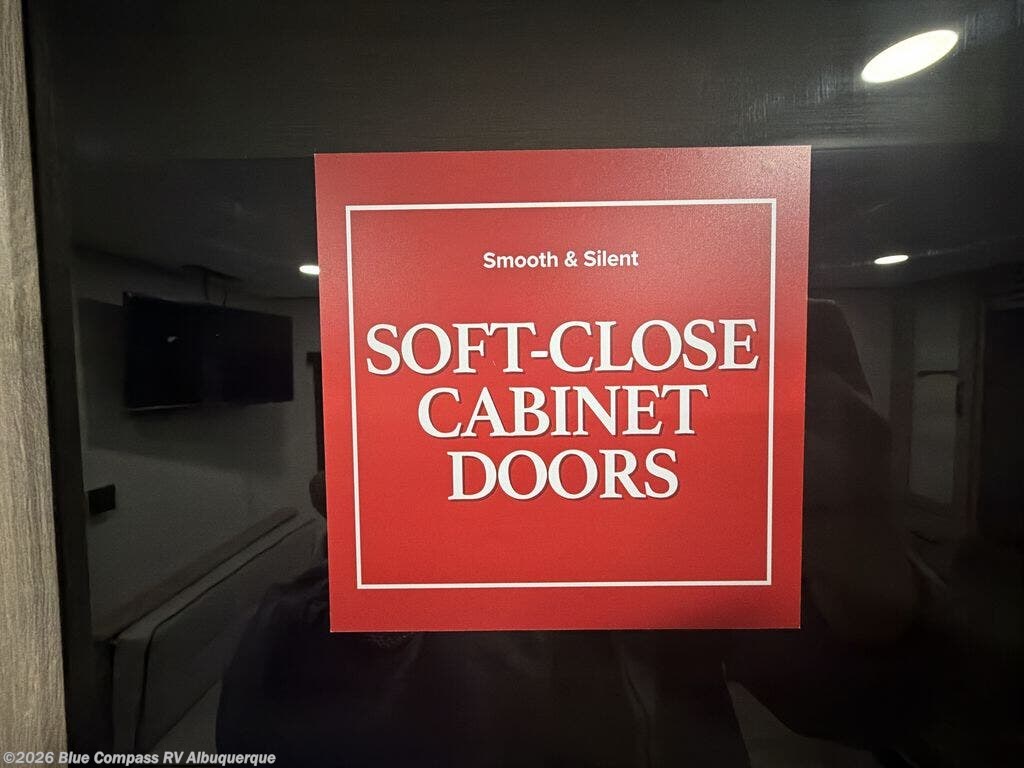 Smooth & Silent
SOFT-CLOSE
CABINET
DOORS
©2026 Blue Compass RV Albuquerque